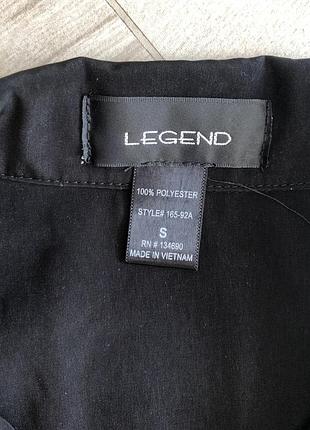 LEGEND
100% POLYESTER
STYLE# 165-92A
S
RN # 134690
MADE IN VIETNAM